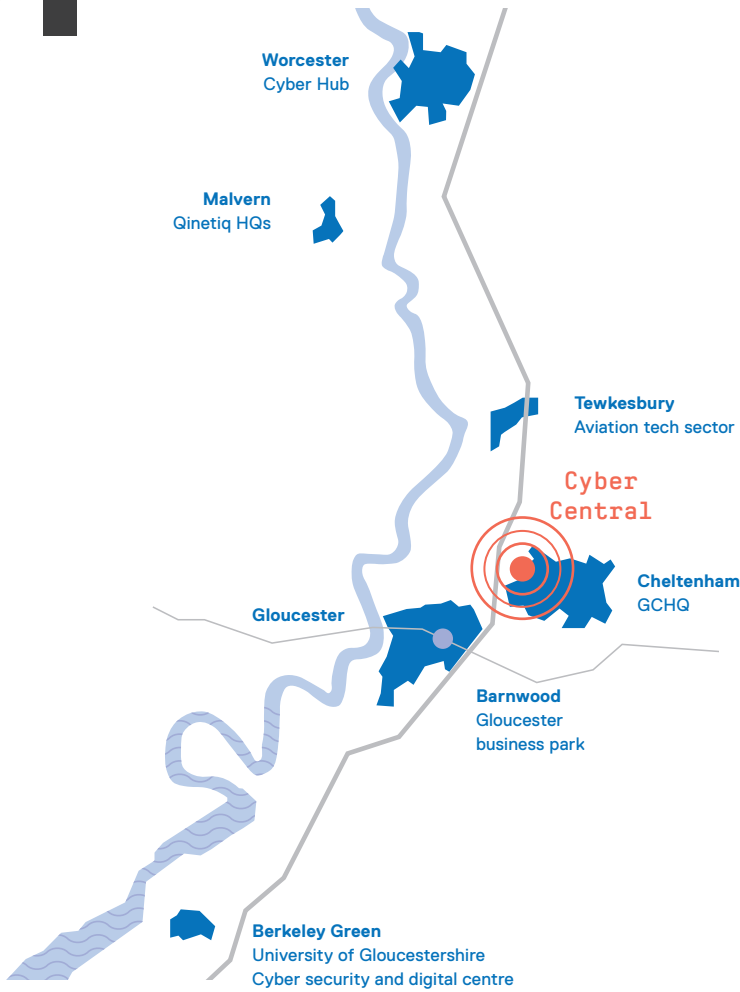 Worcester
Cyber Hub
Malvern
Qinetiq HQs
Tewkesbury
Aviation tech sector
Cyber
Central
Cheltenham
GCHQ
Gloucester
Barnwood
Gloucester
business park
Berkeley Green
University of Gloucestershire
Cyber security and digital centre